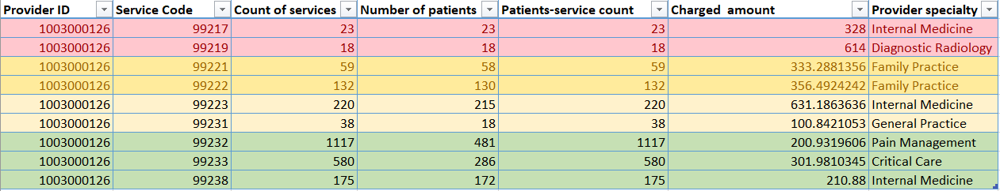 Provider ID Service Code Count of services Number of patients Patients-service count Charged  amount Provider specialty
1003000126 99217 23 23 23 328 Internal Medicine
1003000126 99219 18 18 18 614 Diagnostic Radiology
1003000126 99221 59 58 59 333.2881356 Family Practice
1003000126 99222 132 130 132 356.4924242 Family Practice
1003000126 99223 220 215 220 631.1863636 Internal Medicine
1003000126 99231 38 18 38 100.8421053 General Practice
1003000126 99232 1117 481 1117 200.9319606 Pain Management
1003000126 99233 580 286 580 301.9810345 Critical Care
1003000126 99238 175 172 175 210.88 Internal Medicine